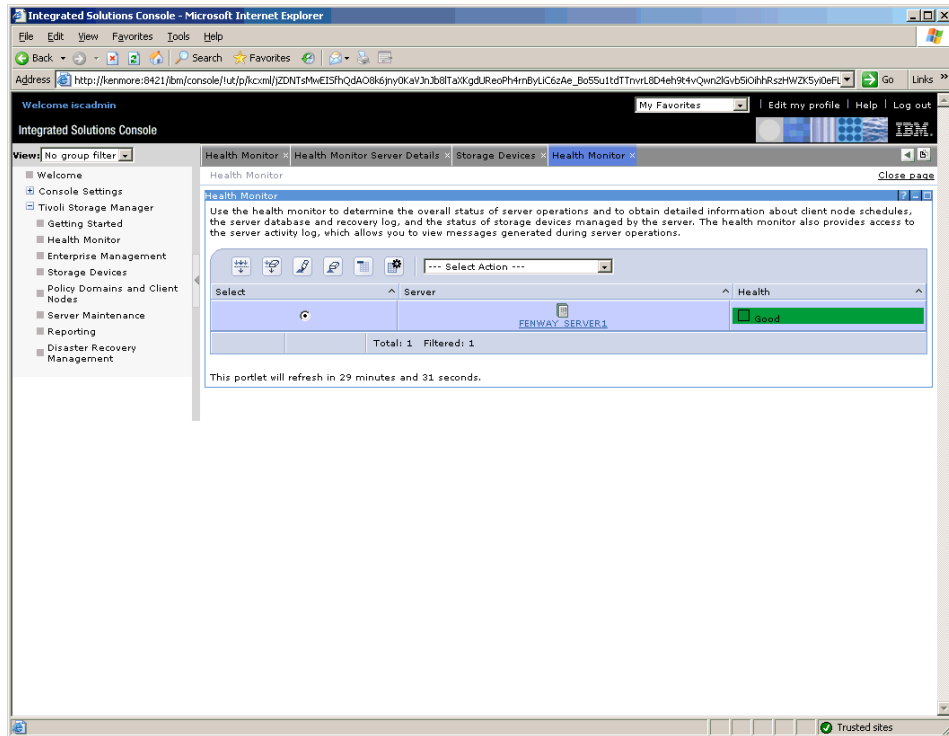 Integrated Solutions Console - Microsoft Internet Explorer
File Edit View Favorites Tools Help
Back Search Favorites
Address http://kenmore:8421/ibm/console/!ut/p/kcxml/ Go Links »
Welcome iscadmin My Favorites Edit my profile Help Log out
Integrated Solutions Console IBM.
View: No group filter Health Monitor × Health Monitor Server Details × Storage Devices × Health Monitor ×
Welcome
Console Settings
Tivoli Storage Manager
Getting Started
Health Monitor
Enterprise Management
Storage Devices
Policy Domains and Client
Nodes
Server Maintenance
Reporting
Disaster Recovery
Management
Health Monitor Close page
Health Monitor ?
Use the health monitor to determine the overall status of server operations and to obtain detailed information about client node schedules,
the server database and recovery log, and the status of storage devices managed by the server. The health monitor also provides access to
the server activity log, which allows you to view messages generated during server operations.
--- Select Action ---
Select ^ Server ^ Health ^
FENWAY_SERVER1 Good
Total: 1 Filtered: 1
This portlet will refresh in 29 minutes and 31 seconds.
Trusted sites